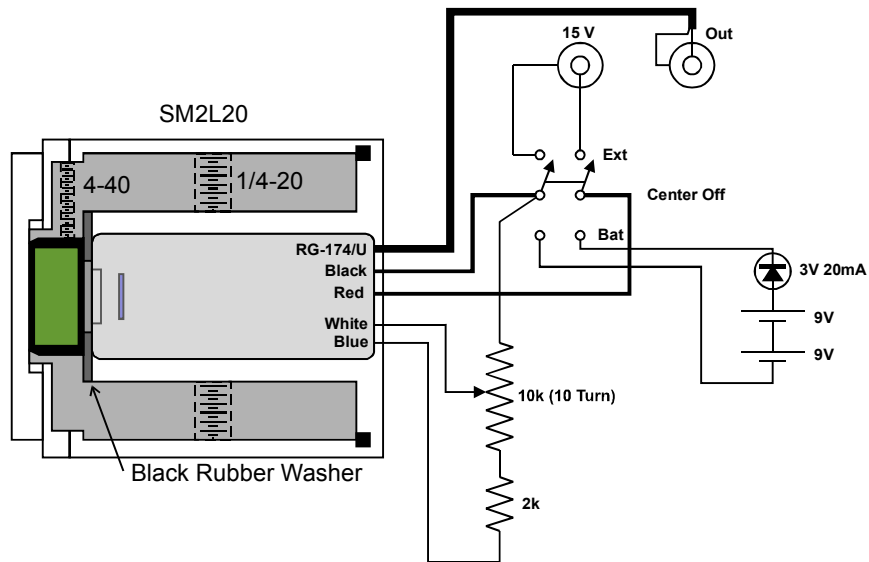 15 V
Out
SM2L20
4-40
1/4-20
Ext
Center Off
Bat
RG-174/U
Black
Red
White
Blue
3V 20mA
9V
9V
10k (10 Turn)
2k
Black Rubber Washer